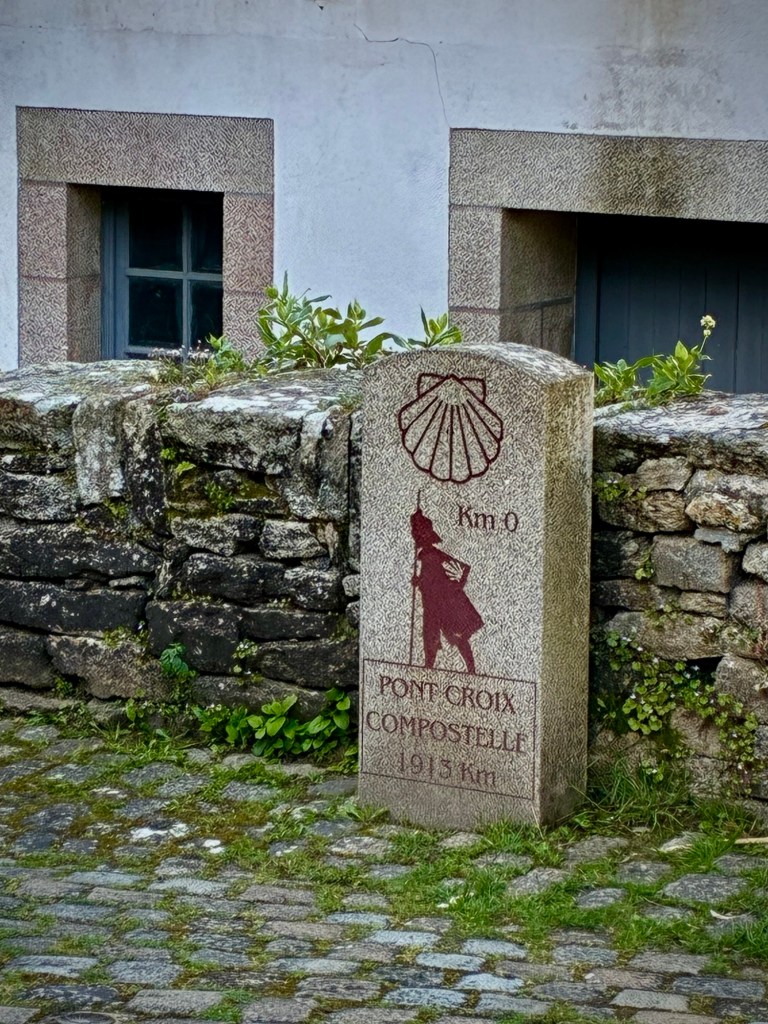 Km 0
PONT CROIX
COMPOSTELLE
1913 Km